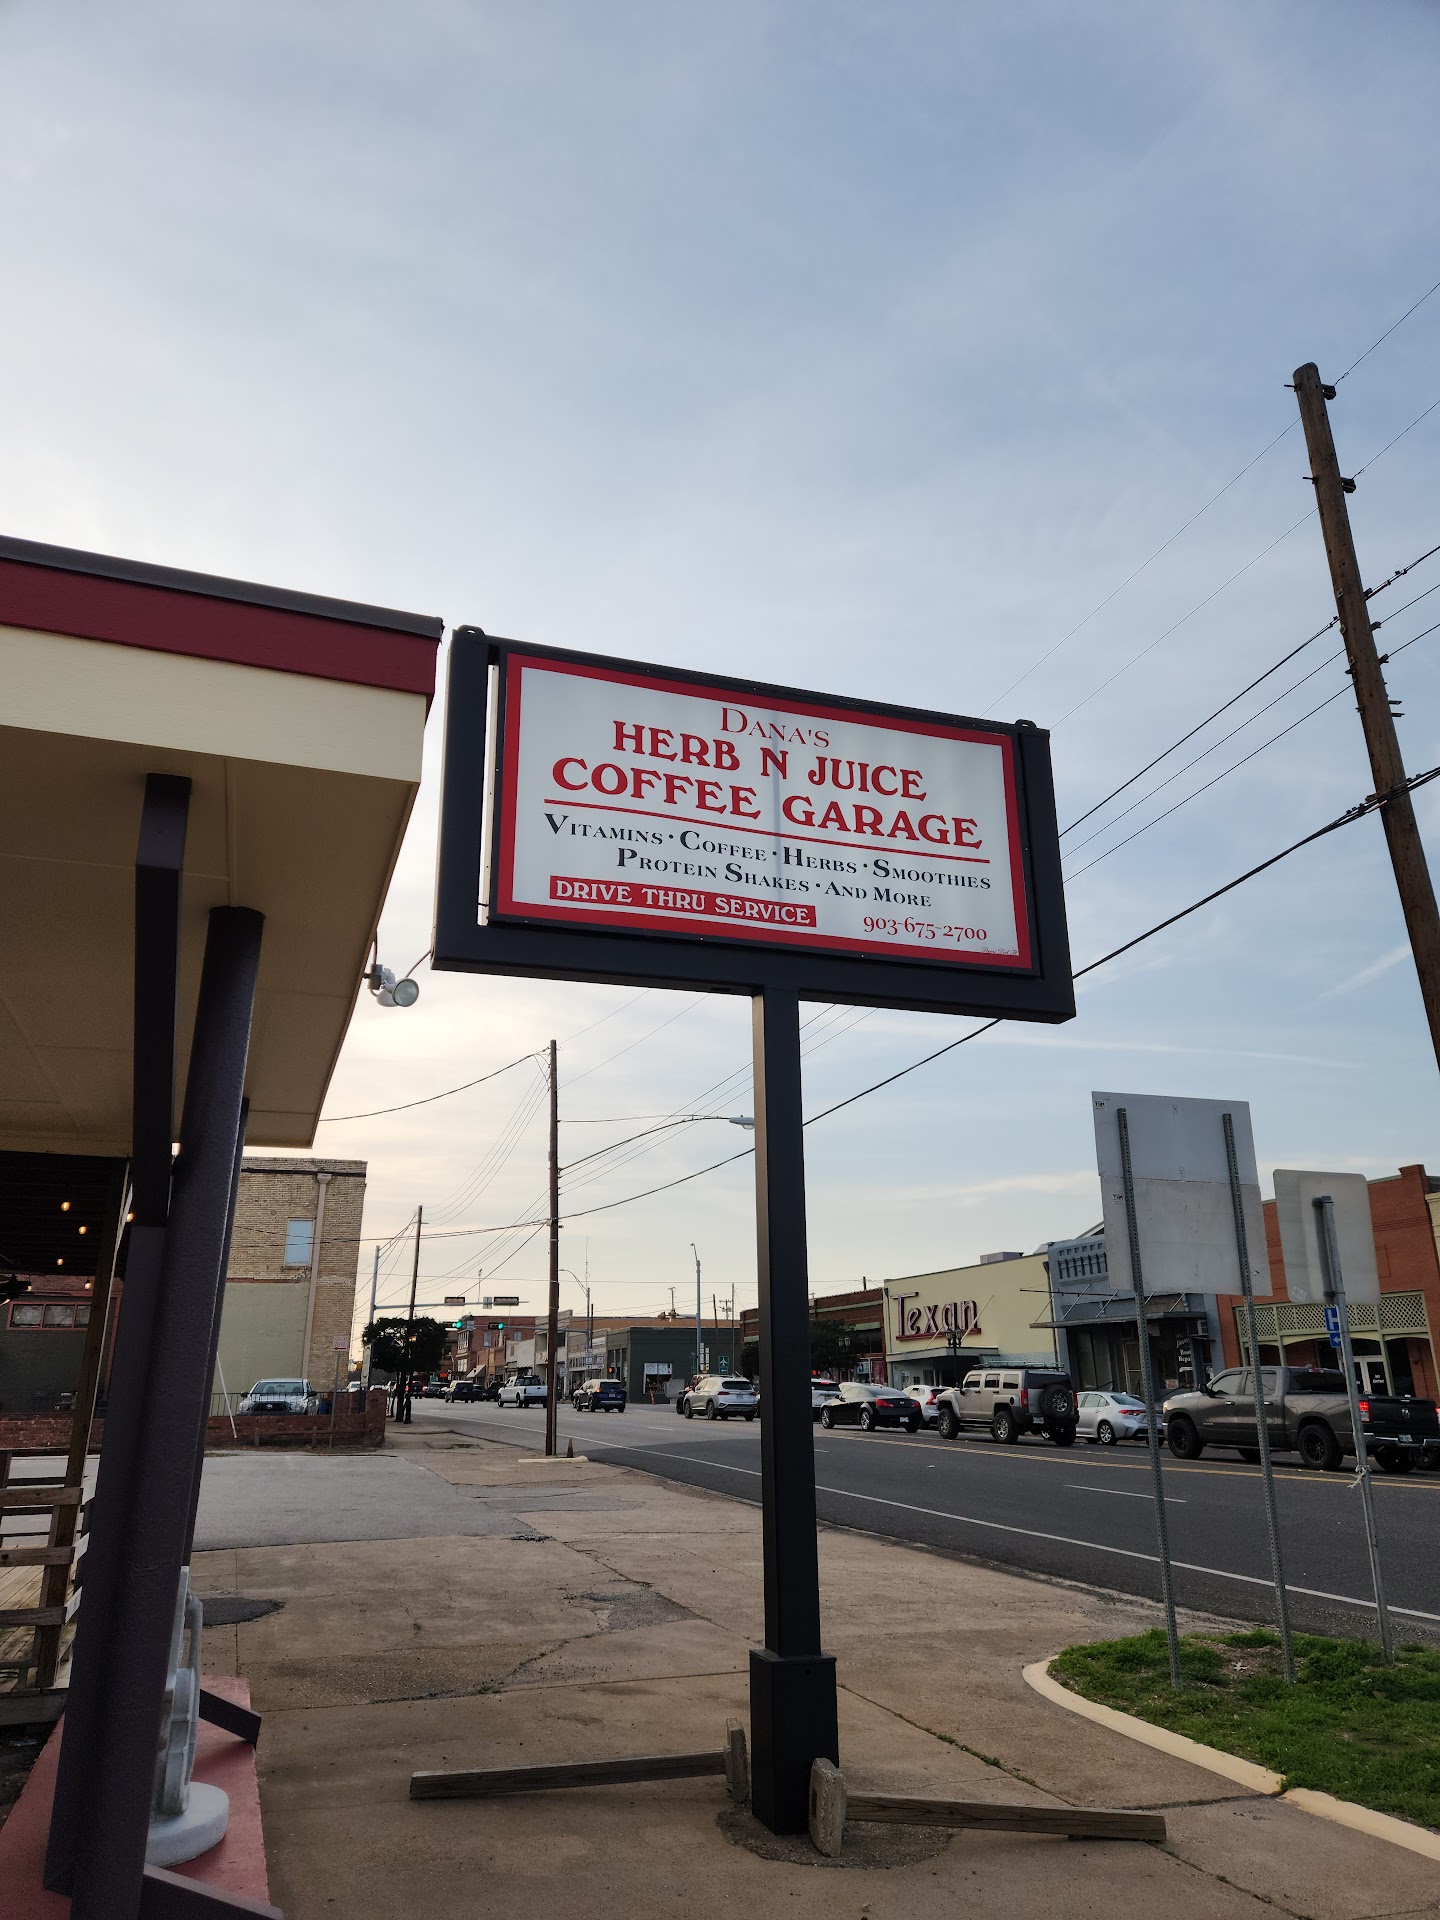 DANA'S
HERB N JUICE
COFFEE GARAGE
VITAMINS · COFFEE · HERBS · SMOOTHIES
PROTEIN SHAKES · AND MORE
DRIVE THRU SERVICE
903-675-2700
Texan
H